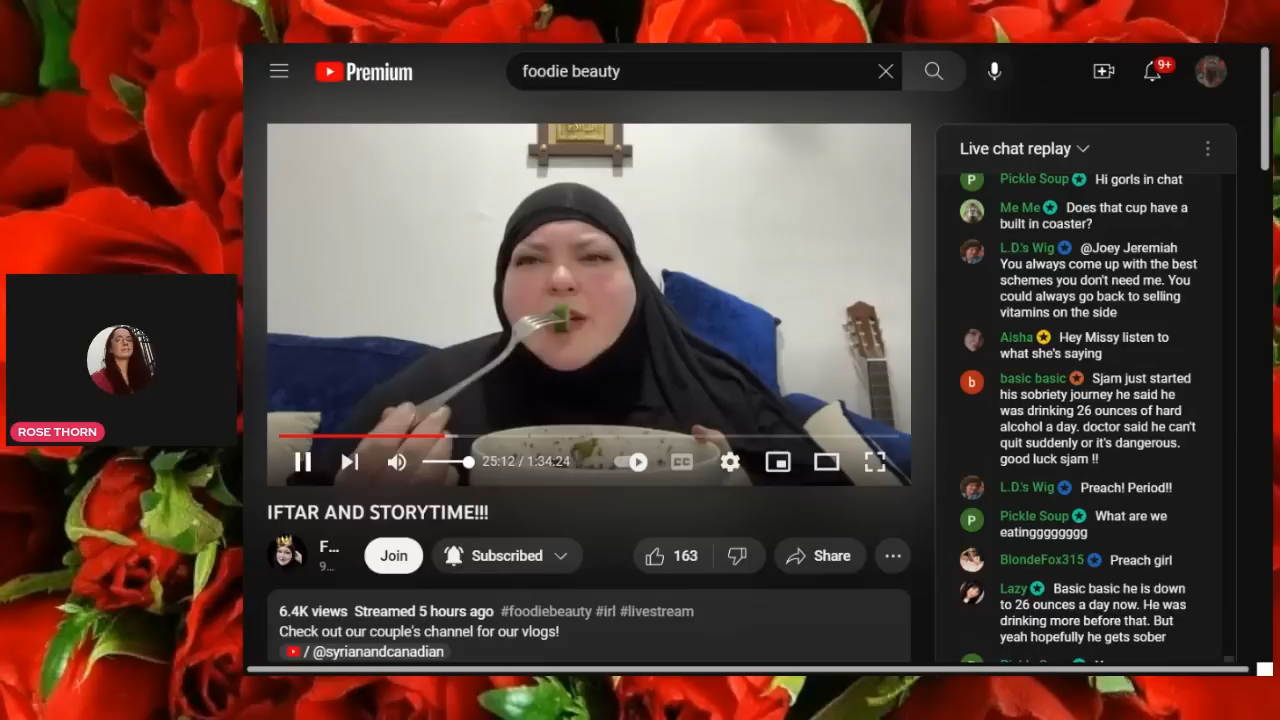 Premium
foodie beauty
9+
Live chat replay
P Pickle Soup Hi gorls in chat
Me Me Does that cup have a
built in coaster?
L.D.'s Wig @Joey Jeremiah
You always come up with the best
schemes you don't need me. You
could always go back to selling
vitamins on the side
Aisha Hey Missy listen to
what she's saying
b basic basic Sjam just started
his sobriety journey he said he
was drinking 26 ounces of hard
alcohol a day. doctor said he can't
quit suddenly or it's dangerous.
good luck sjam !!
L.D.'s Wig Preach! Period!!
P Pickle Soup What are we
eatingggggggg
BlondeFox315 Preach girl
Lazy Basic basic he is down
to 26 ounces a day now. He was
drinking more before that. But
yeah hopefully he gets sober
ROSE THORN
25:12 / 1:34:24
CC
IFTAR AND STORYTIME!!!
F...
9...
Join
Subscribed
163
Share
6.4K views Streamed 5 hours ago #foodiebeauty #irl #livestream
Check out our couple's channel for our vlogs!
/ @syrianandcanadian